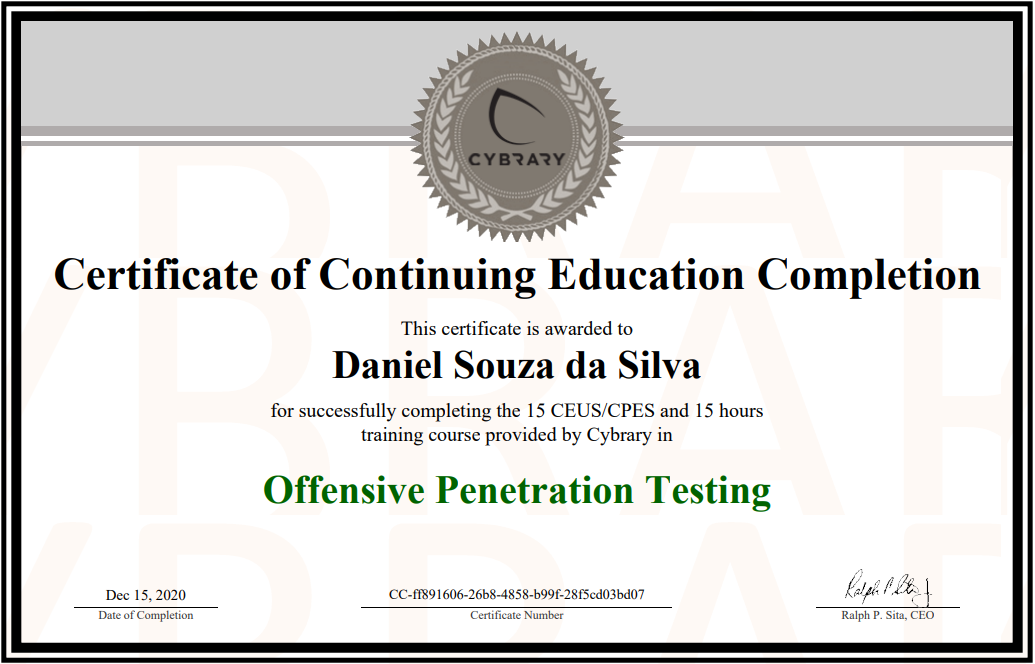 CYBRARY
Certificate of Continuing Education Completion
This certificate is awarded to
Daniel Souza da Silva
for successfully completing the 15 CEUS/CPES and 15 hours
training course provided by Cybrary in
Offensive Penetration Testing
Dec 15, 2020
Date of Completion
CC-ff891606-26b8-4858-b99f-28f5cd03bd07
Certificate Number
Ralph P. Sita
Ralph P. Sita, CEO